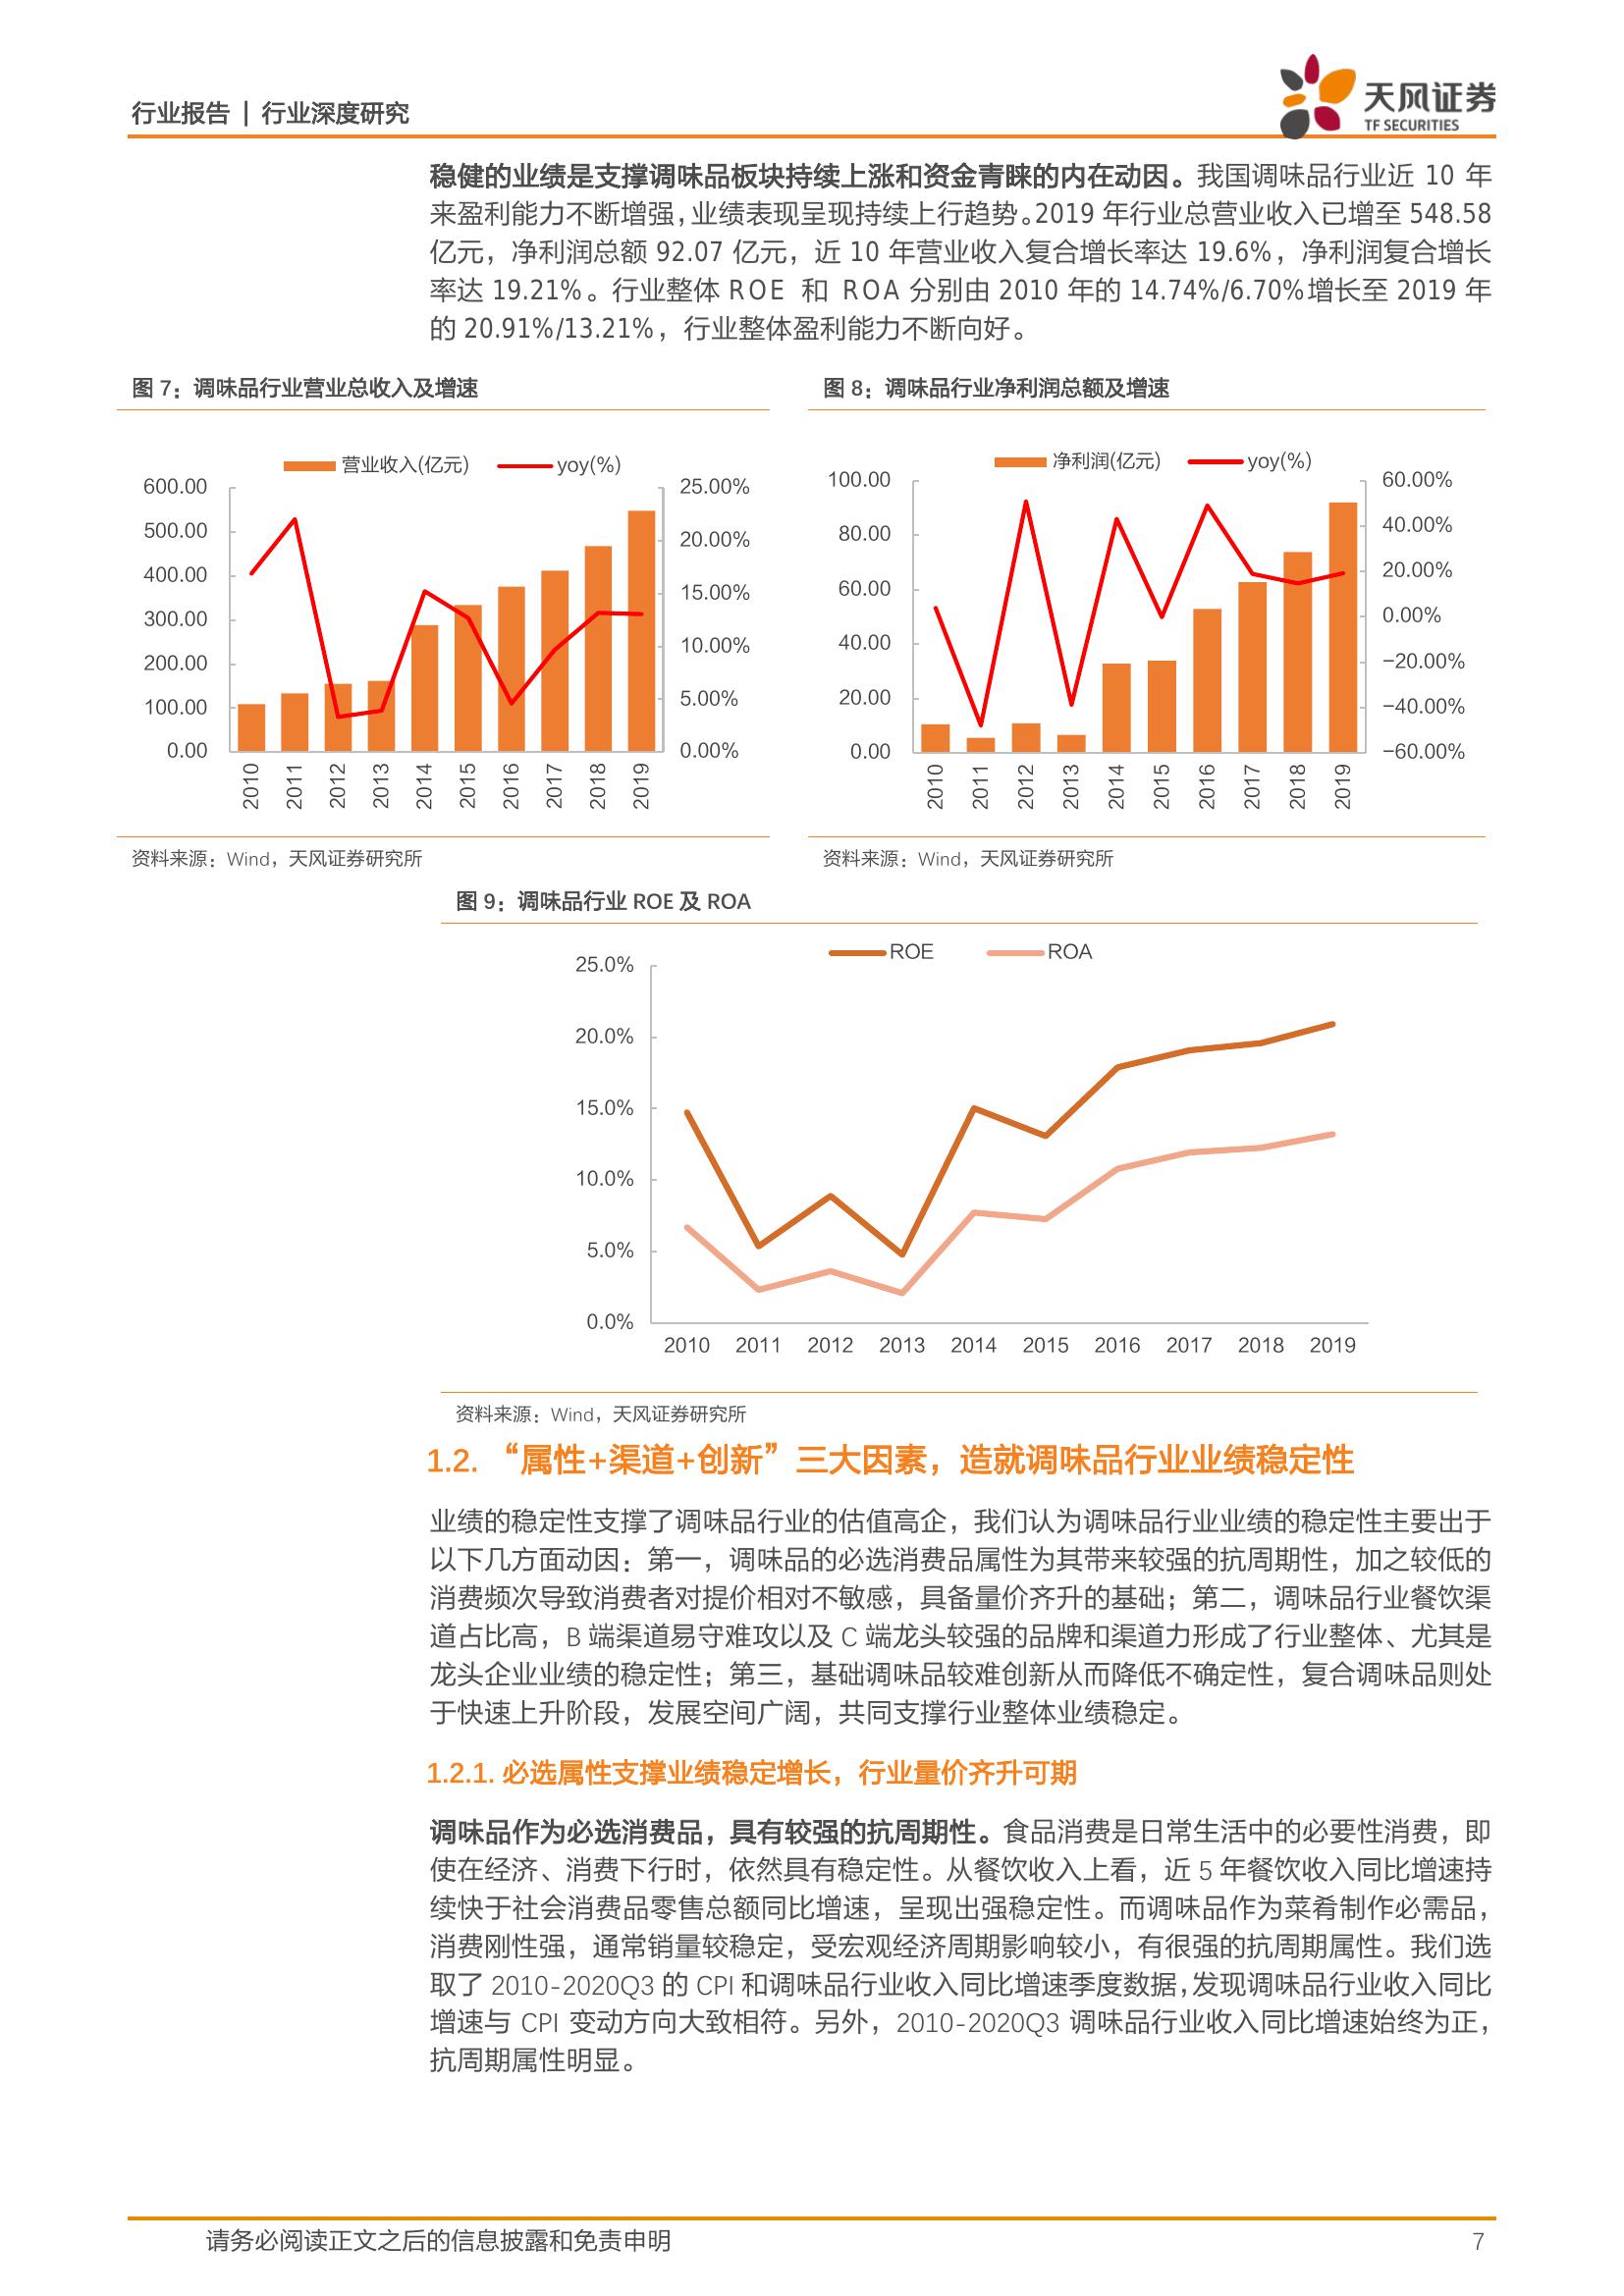 行业报告 | 行业深度研究
天风证券
TF SECURITIES
稳健的业绩是支撑调味品板块持续上涨和资金青睐的内在动因。我国调味品行业近 10 年
来盈利能力不断增强，业绩表现呈现持续上行趋势。2019 年行业总营业收入已增至 548.58
亿元，净利润总额 92.07 亿元，近 10 年营业收入复合增长率达 19.6%，净利润复合增长
率达 19.21%。行业整体 ROE 和 ROA 分别由 2010 年的 14.74%/6.70%增长至 2019 年
的 20.91%/13.21%，行业整体盈利能力不断向好。
图 7：调味品行业营业总收入及增速
营业收入(亿元) yoy(%)
600.00
500.00
400.00
300.00
200.00
100.00
0.00
25.00%
20.00%
15.00%
10.00%
5.00%
0.00%
2010 2011 2012 2013 2014 2015 2016 2017 2018 2019
资料来源：Wind，天风证券研究所
图 8：调味品行业净利润总额及增速
净利润(亿元) yoy(%)
100.00
80.00
60.00
40.00
20.00
0.00
60.00%
40.00%
20.00%
0.00%
−20.00%
−40.00%
−60.00%
2010 2011 2012 2013 2014 2015 2016 2017 2018 2019
资料来源：Wind，天风证券研究所
图 9：调味品行业 ROE 及 ROA
ROE ROA
25.0%
20.0%
15.0%
10.0%
5.0%
0.0%
2010 2011 2012 2013 2014 2015 2016 2017 2018 2019
资料来源：Wind，天风证券研究所
1.2. “属性+渠道+创新”三大因素，造就调味品行业业绩稳定性
业绩的稳定性支撑了调味品行业的估值高企，我们认为调味品行业业绩的稳定性主要出于
以下几方面动因：第一，调味品的必选消费品属性为其带来较强的抗周期性，加之较低的
消费频次导致消费者对提价相对不敏感，具备量价齐升的基础；第二，调味品行业餐饮渠
道占比高，B 端渠道易守难攻以及 C 端龙头较强的品牌和渠道力形成了行业整体、尤其是
龙头企业业绩的稳定性；第三，基础调味品较难创新从而降低不确定性，复合调味品则处
于快速上升阶段，发展空间广阔，共同支撑行业整体业绩稳定。
1.2.1. 必选属性支撑业绩稳定增长，行业量价齐升可期
调味品作为必选消费品，具有较强的抗周期性。食品消费是日常生活中的必要性消费，即
使在经济、消费下行时，依然具有稳定性。从餐饮收入上看，近 5 年餐饮收入同比增速持
续快于社会消费品零售总额同比增速，呈现出强稳定性。而调味品作为菜肴制作必需品，
消费刚性强，通常销量较稳定，受宏观经济周期影响较小，有很强的抗周期属性。我们选
取了 2010-2020Q3 的 CPI 和调味品行业收入同比增速季度数据，发现调味品行业收入同比
增速与 CPI 变动方向大致相符。另外，2010-2020Q3 调味品行业收入同比增速始终为正，
抗周期属性明显。
请务必阅读正文之后的信息披露和免责申明
7